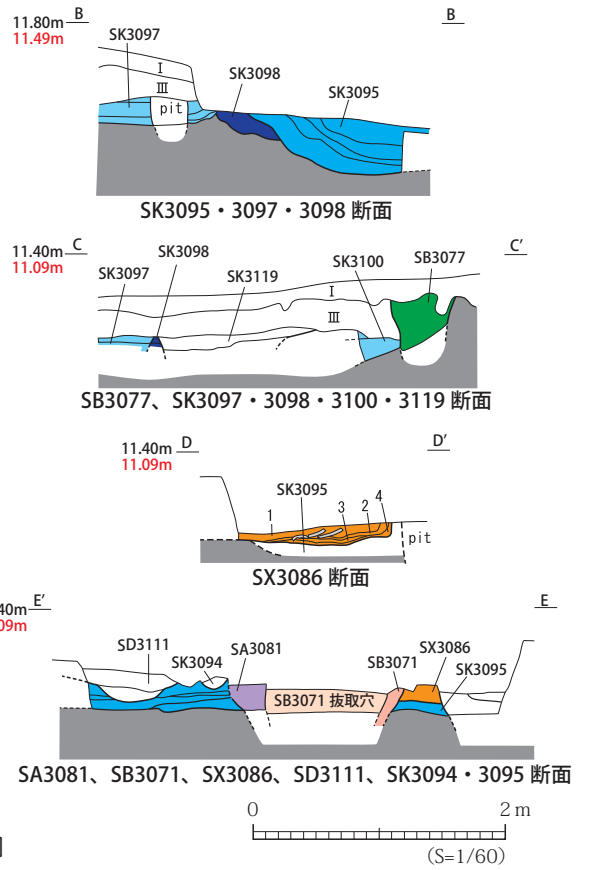 11.80m B B
11.49m
SK3097
SK3098
SK3095
I
III
pit
SK3095・3097・3098 断面
11.40m C C′
11.09m
SK3097
SK3098
SK3119
SK3100
SB3077
I
III
SB3077、SK3097・3098・3100・3119 断面
11.40m D D′
11.09m
SK3095
1 3 2 4
pit
SX3086 断面
40m E′ E
09m
SD3111
SK3094
SA3081
SB3071
SX3086
SK3095
SB3071 抜取穴
SA3081、SB3071、SX3086、SD3111、SK3094・3095 断面
0 2 m
(S=1/60)